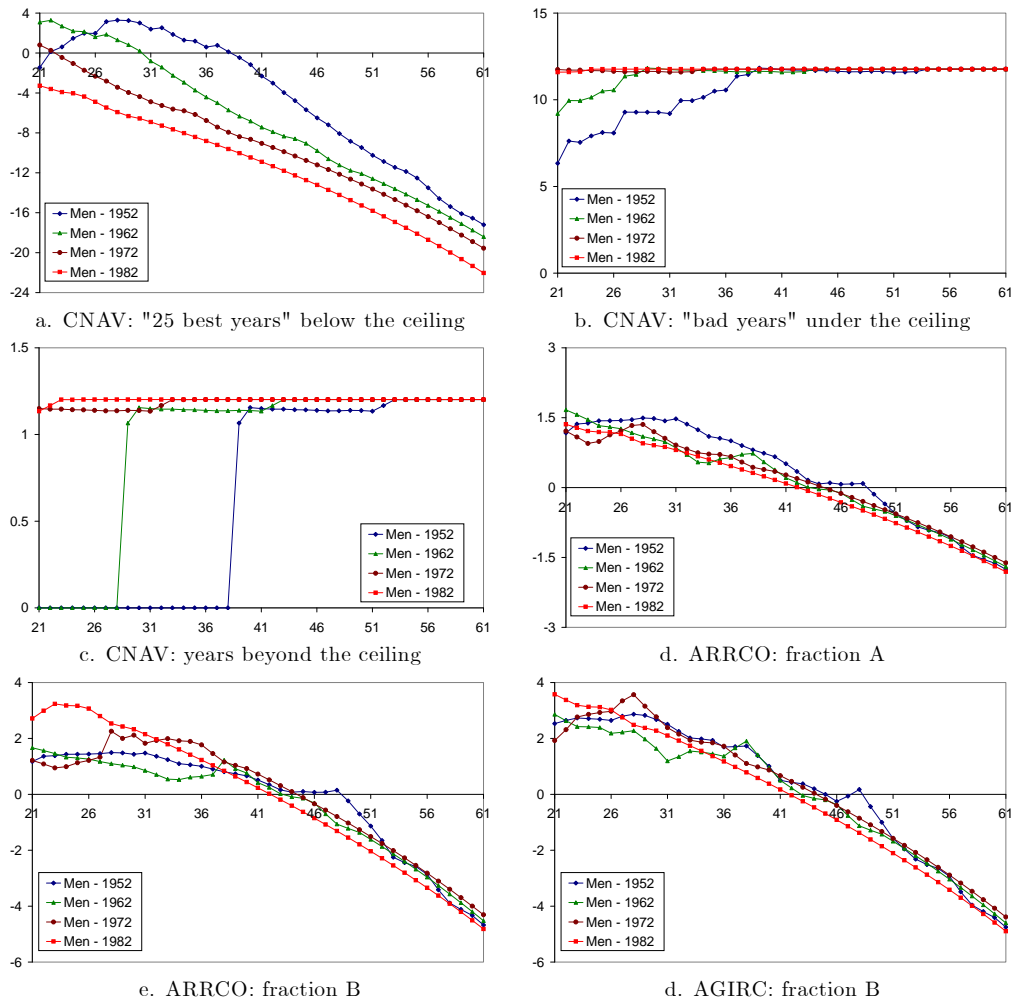 4
0
-4
-8
-12
-16
-20
-24
21 26 31 36 41 46 51 56 61
Men - 1952
Men - 1962
Men - 1972
Men - 1982
a. CNAV: "25 best years" below the ceiling
15
10
5
0
21 26 31 36 41 46 51 56 61
Men - 1952
Men - 1962
Men - 1972
Men - 1982
b. CNAV: "bad years" under the ceiling
1.5
1
0.5
0
21 26 31 36 41 46 51 56 61
Men - 1952
Men - 1962
Men - 1972
Men - 1982
c. CNAV: years beyond the ceiling
3
1.5
0
-1.5
-3
21 26 31 36 41 46 51 56 61
Men - 1952
Men - 1962
Men - 1972
Men - 1982
d. ARRCO: fraction A
4
2
0
-2
-4
-6
21 26 31 36 41 46 51 56 61
Men - 1952
Men - 1962
Men - 1972
Men - 1982
e. ARRCO: fraction B
4
2
0
-2
-4
-6
21 26 31 36 41 46 51 56 61
Men - 1952
Men - 1962
Men - 1972
Men - 1982
d. AGIRC: fraction B